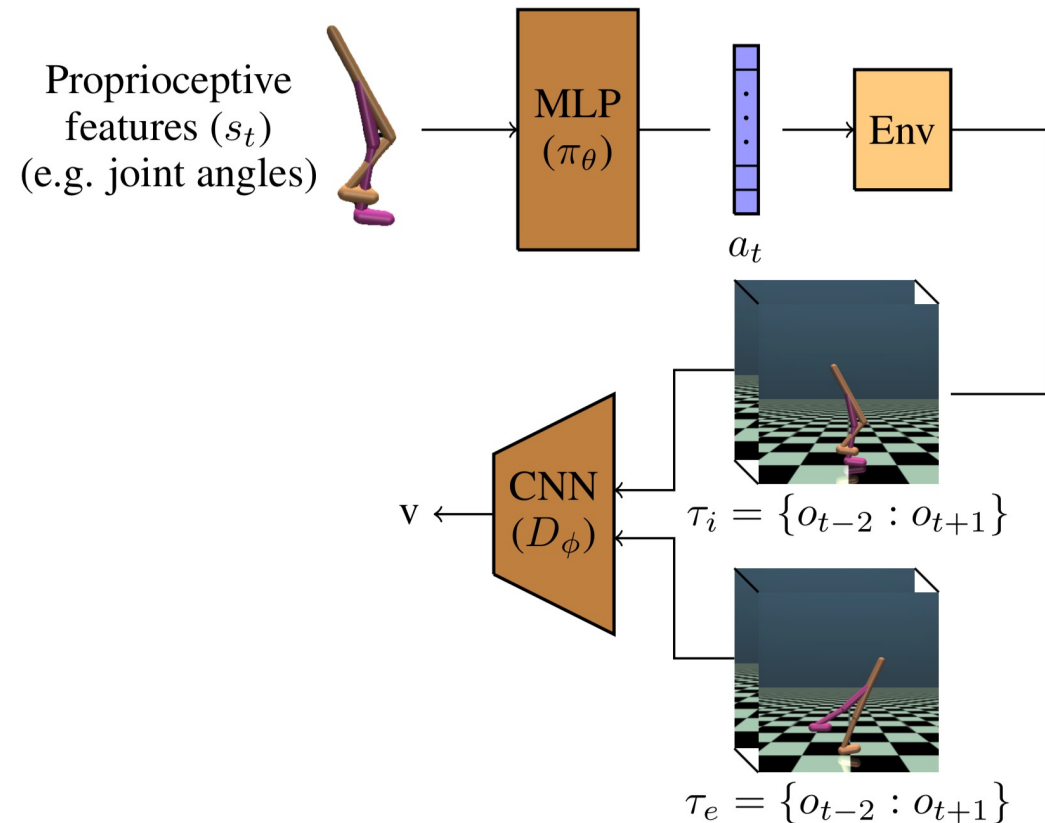 Proprioceptive
features (s_t)
(e.g. joint angles)
MLP
(π_θ)
a_t
Env
CNN
(D_ϕ)
v
τ_i = {o_{t−2} : o_{t+1}}
τ_e = {o_{t−2} : o_{t+1}}